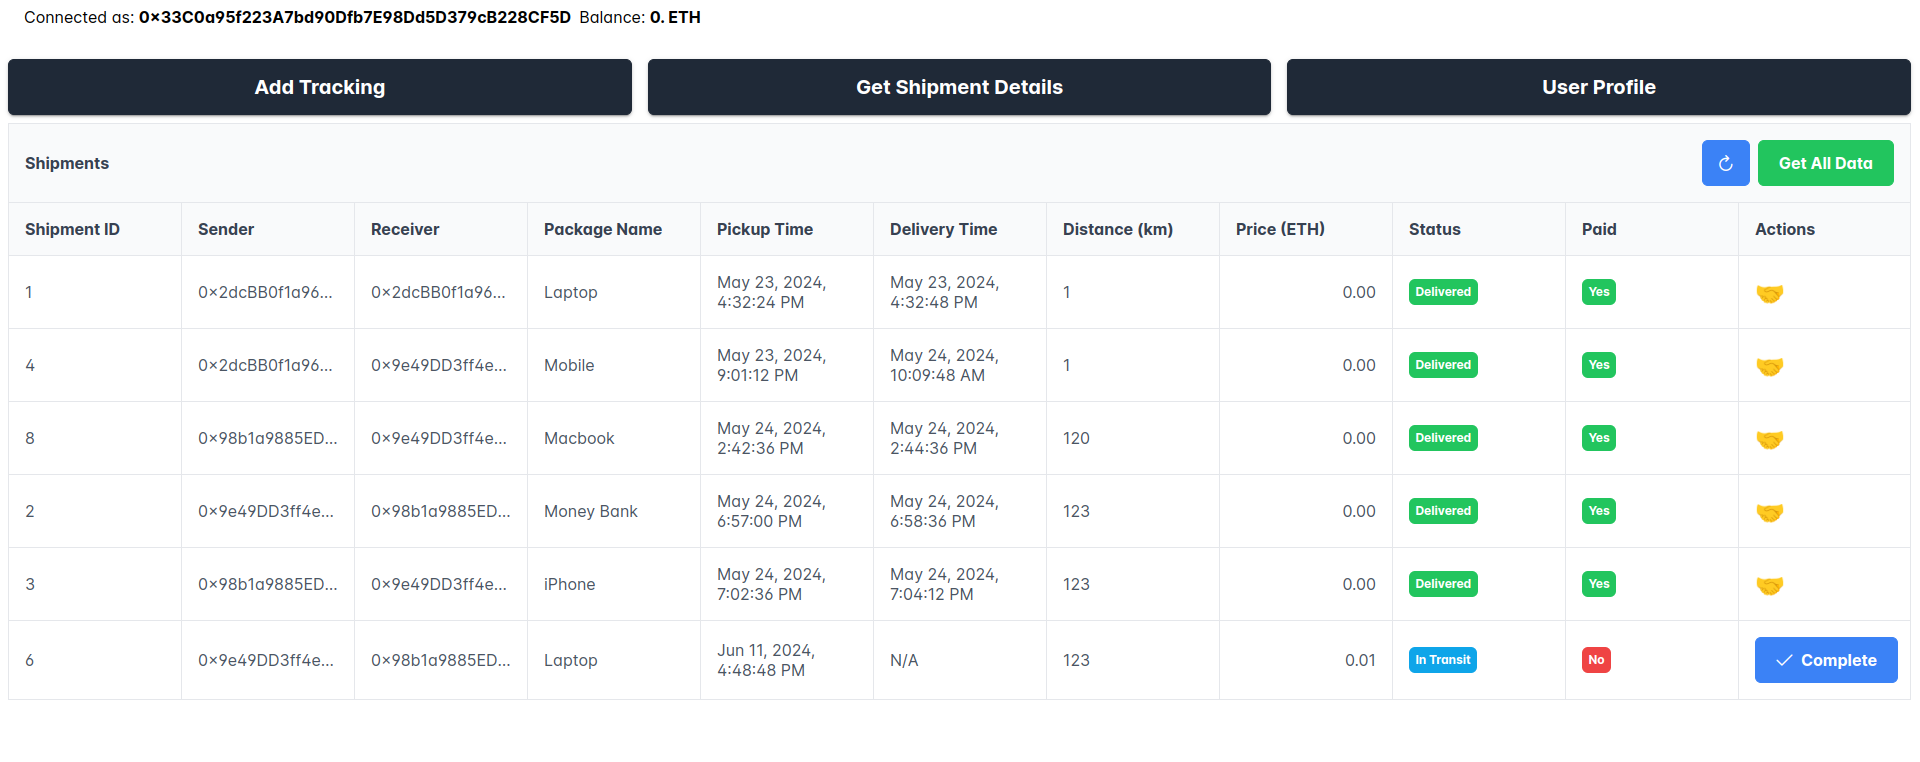 Connected as: 0x33C0a95f223A7bd90Dfb7E98Dd5D379cB228CF5D Balance: 0. ETH
Add Tracking
Get Shipment Details
User Profile
Shipments
Get All Data
Shipment ID Sender Receiver Package Name Pickup Time Delivery Time Distance (km) Price (ETH) Status Paid Actions
1 0x2dcBB0f1a96... 0x2dcBB0f1a96... Laptop May 23, 2024, 4:32:24 PM May 23, 2024, 4:32:48 PM 1 0.00 Delivered Yes
4 0x2dcBB0f1a96... 0x9e49DD3ff4e... Mobile May 23, 2024, 9:01:12 PM May 24, 2024, 10:09:48 AM 1 0.00 Delivered Yes
8 0x98b1a9885ED... 0x9e49DD3ff4e... Macbook May 24, 2024, 2:42:36 PM May 24, 2024, 2:44:36 PM 120 0.00 Delivered Yes
2 0x9e49DD3ff4e... 0x98b1a9885ED... Money Bank May 24, 2024, 6:57:00 PM May 24, 2024, 6:58:36 PM 123 0.00 Delivered Yes
3 0x98b1a9885ED... 0x9e49DD3ff4e... iPhone May 24, 2024, 7:02:36 PM May 24, 2024, 7:04:12 PM 123 0.00 Delivered Yes
6 0x9e49DD3ff4e... 0x98b1a9885ED... Laptop Jun 11, 2024, 4:48:48 PM N/A 123 0.01 In Transit No Complete